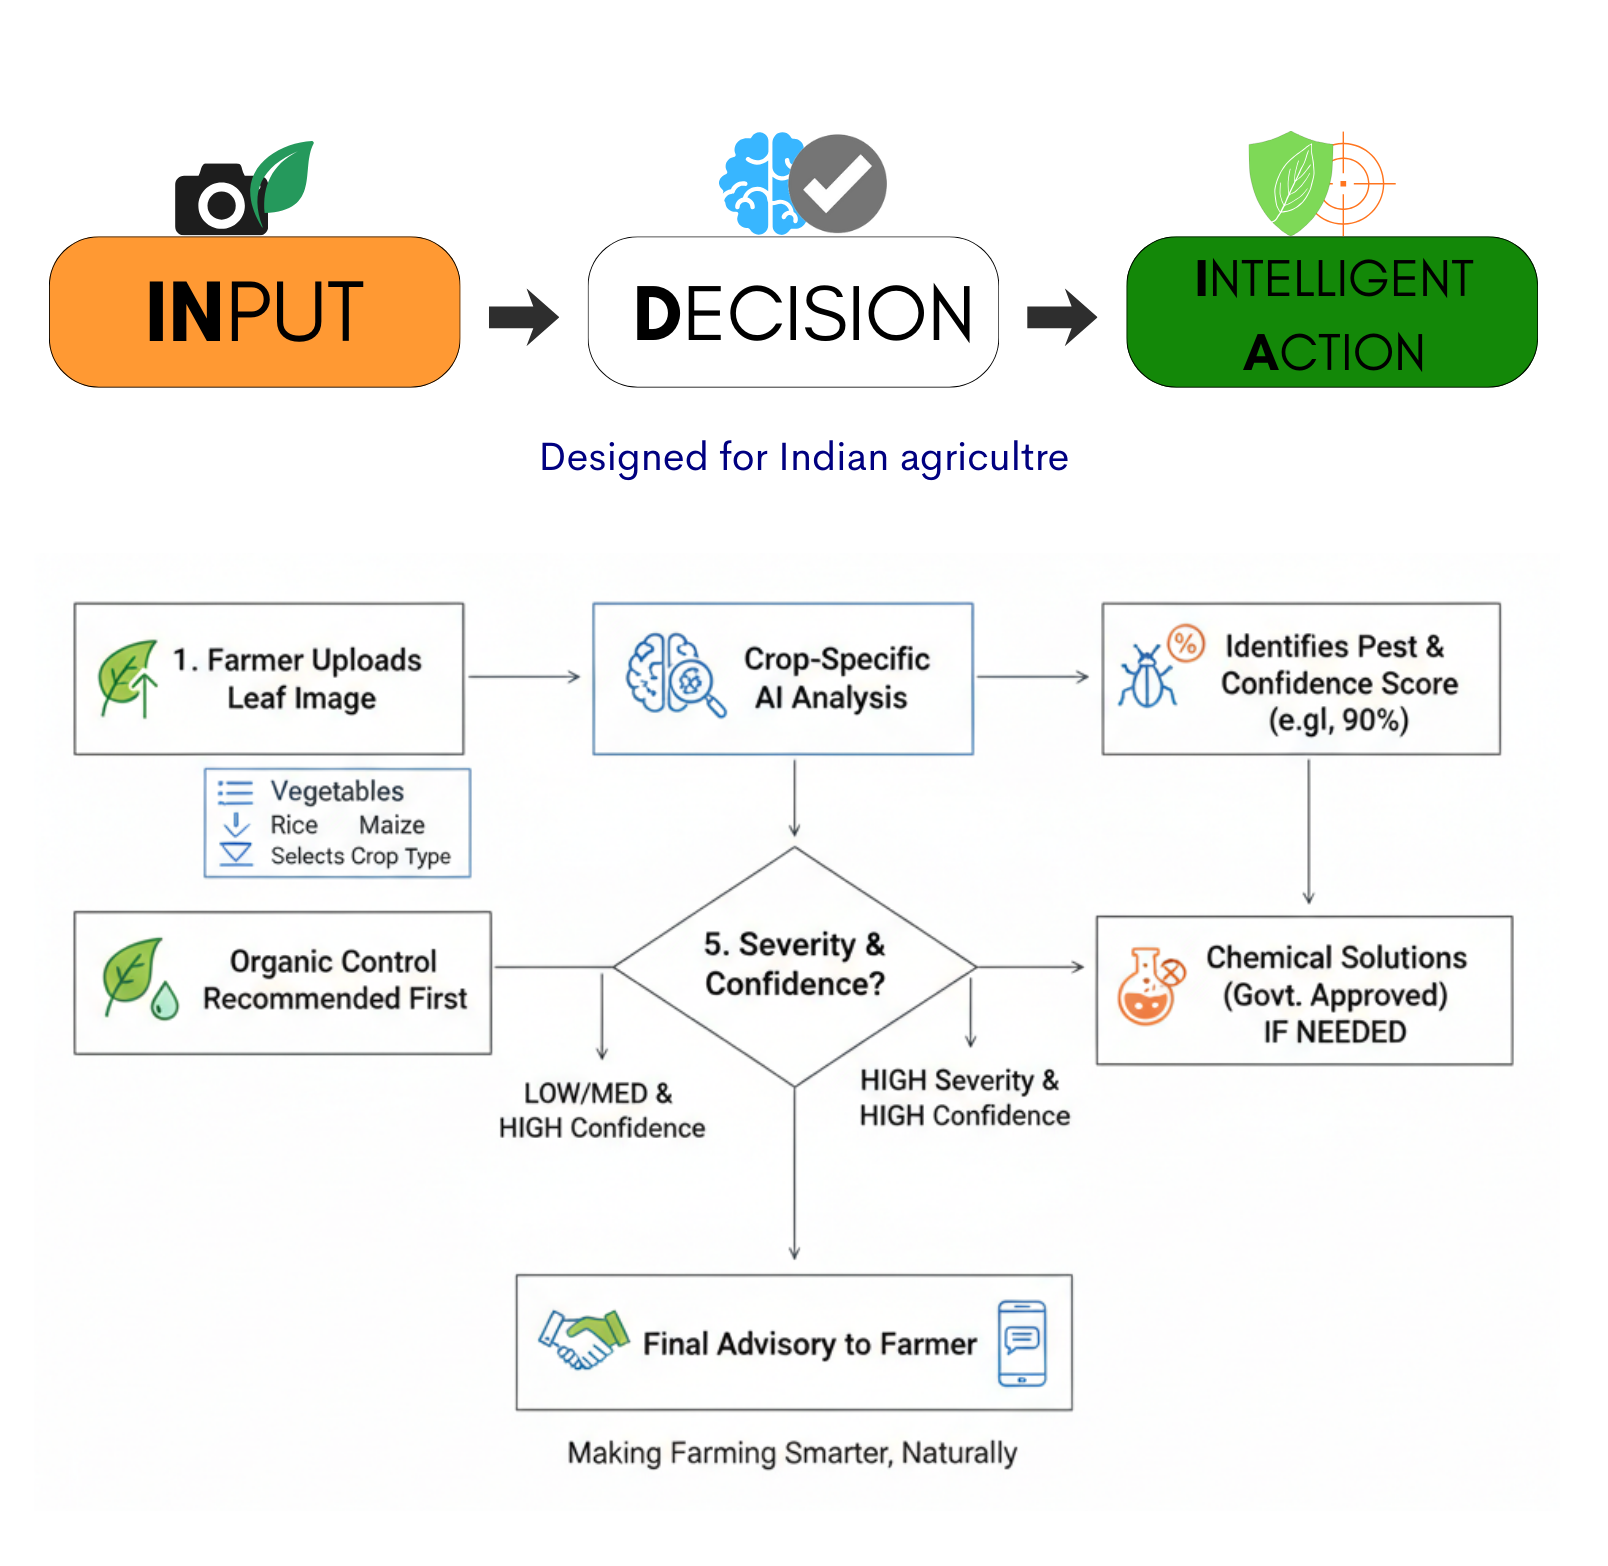 INPUT
DECISION
INTELLIGENT
ACTION
Designed for Indian agricultre
1. Farmer Uploads
Leaf Image
Crop-Specific
AI Analysis
%
Identifies Pest &
Confidence Score
(e.gl, 90%)
Vegetables
Rice Maize
Selects Crop Type
Organic Control
Recommended First
5. Severity &
Confidence?
Chemical Solutions
(Govt. Approved)
IF NEEDED
LOW/MED &
HIGH Confidence
HIGH Severity &
HIGH Confidence
Final Advisory to Farmer
Making Farming Smarter, Naturally